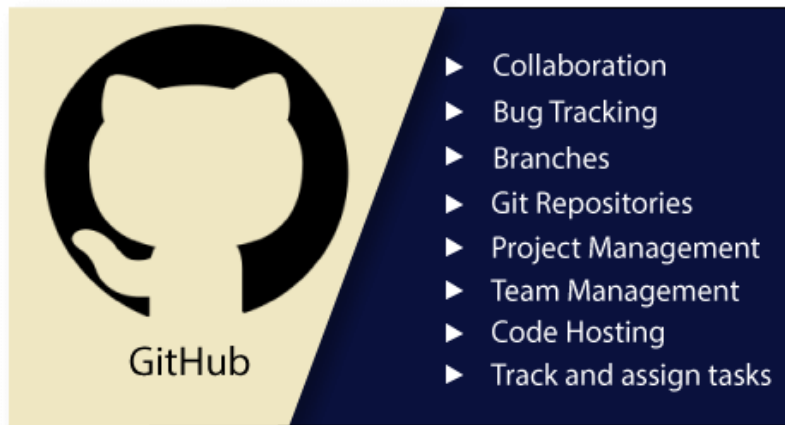 GitHub
Collaboration
Bug Tracking
Branches
Git Repositories
Project Management
Team Management
Code Hosting
Track and assign tasks